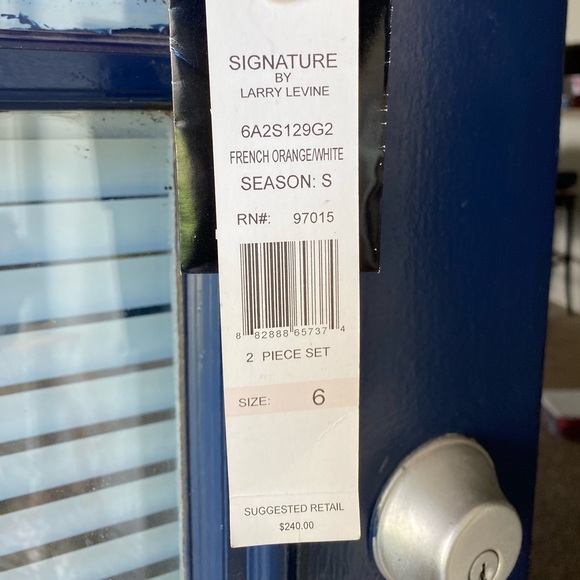 SIGNATURE
BY
LARRY LEVINE
6A2S129G2
FRENCH ORANGE/WHITE
SEASON: S
RN#: 97015
8 82888 65737 4
2 PIECE SET
SIZE: 6
SUGGESTED RETAIL
$240.00